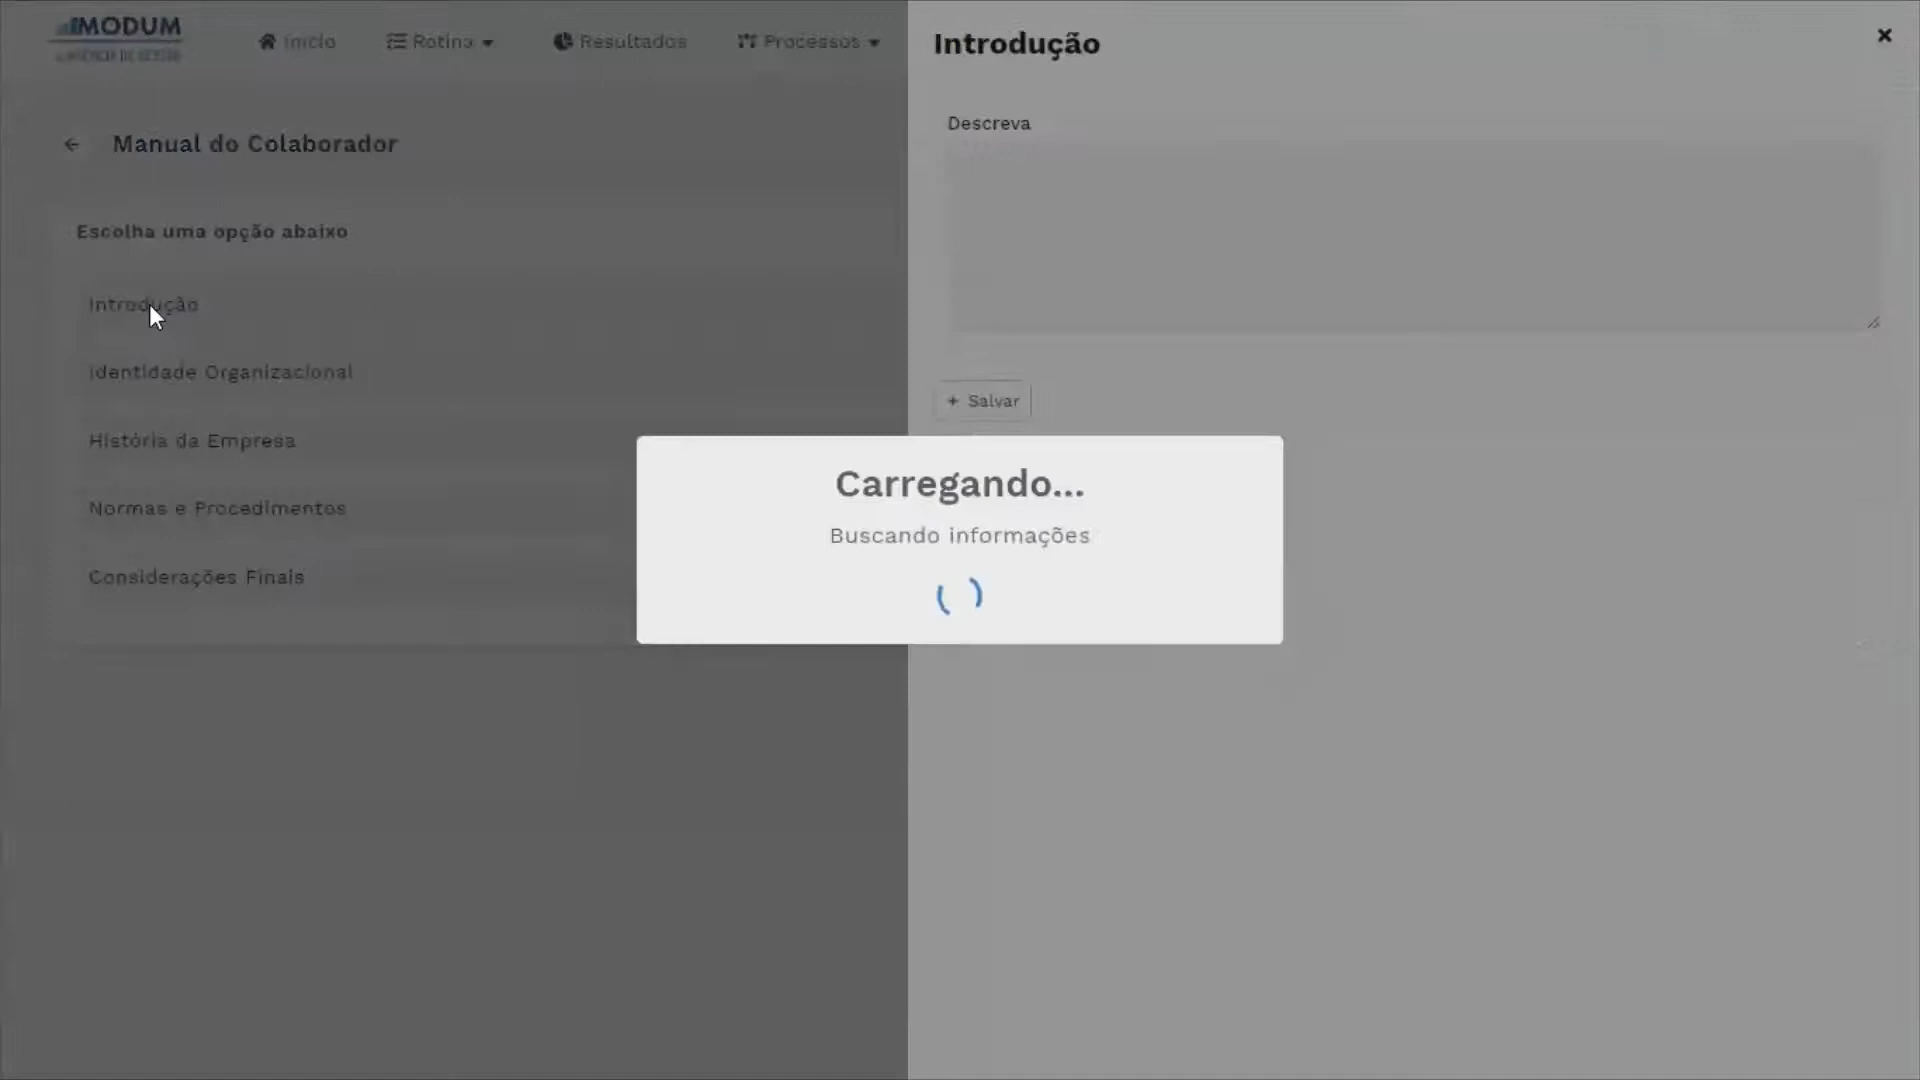 MODUM
Início
Rotina
Resultados
Processos
Manual do Colaborador
Escolha uma opção abaixo
Introdução
Identidade Organizacional
História da Empresa
Normas e Procedimentos
Considerações Finais
Introdução
Descreva
+ Salvar
Carregando...
Buscando informações